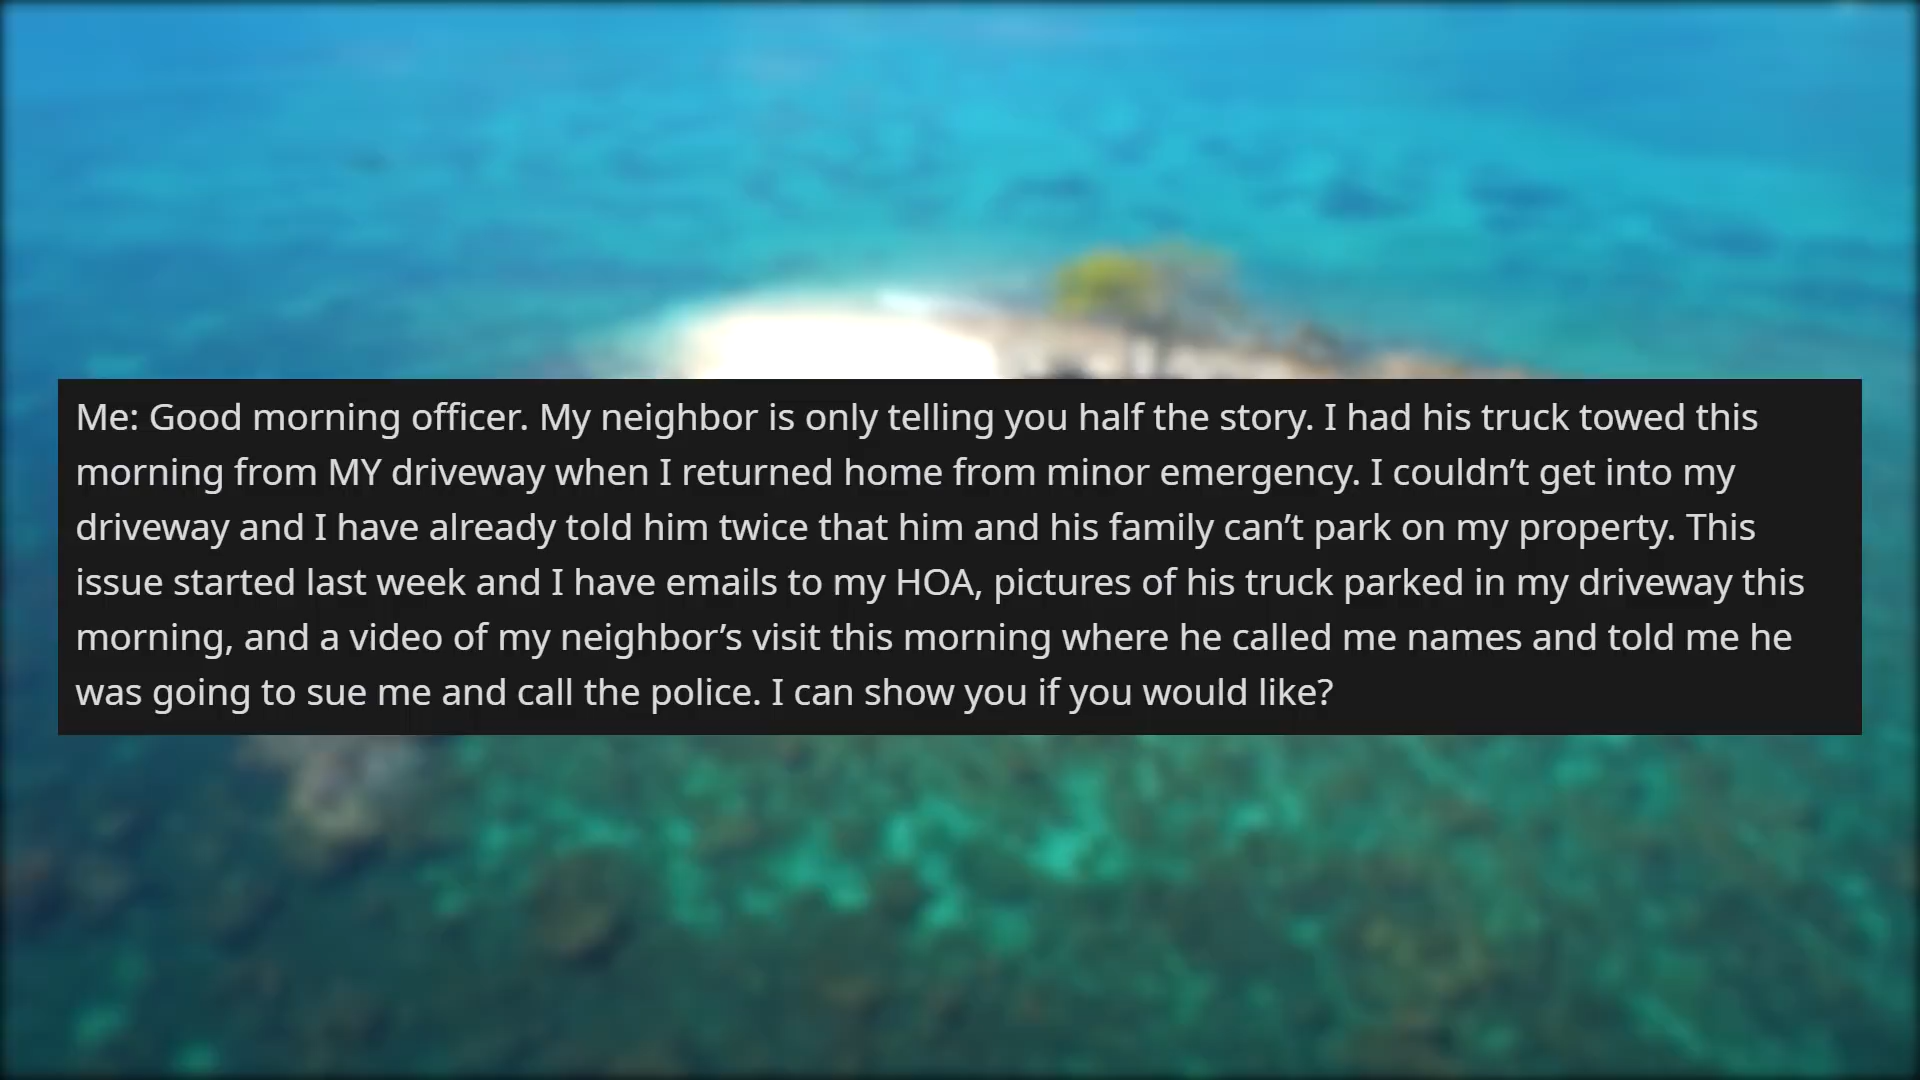 Me: Good morning officer. My neighbor is only telling you half the story. I had his truck towed this
morning from MY driveway when I returned home from minor emergency. I couldn’t get into my
driveway and I have already told him twice that him and his family can’t park on my property. This
issue started last week and I have emails to my HOA, pictures of his truck parked in my driveway this
morning, and a video of my neighbor’s visit this morning where he called me names and told me he
was going to sue me and call the police. I can show you if you would like?